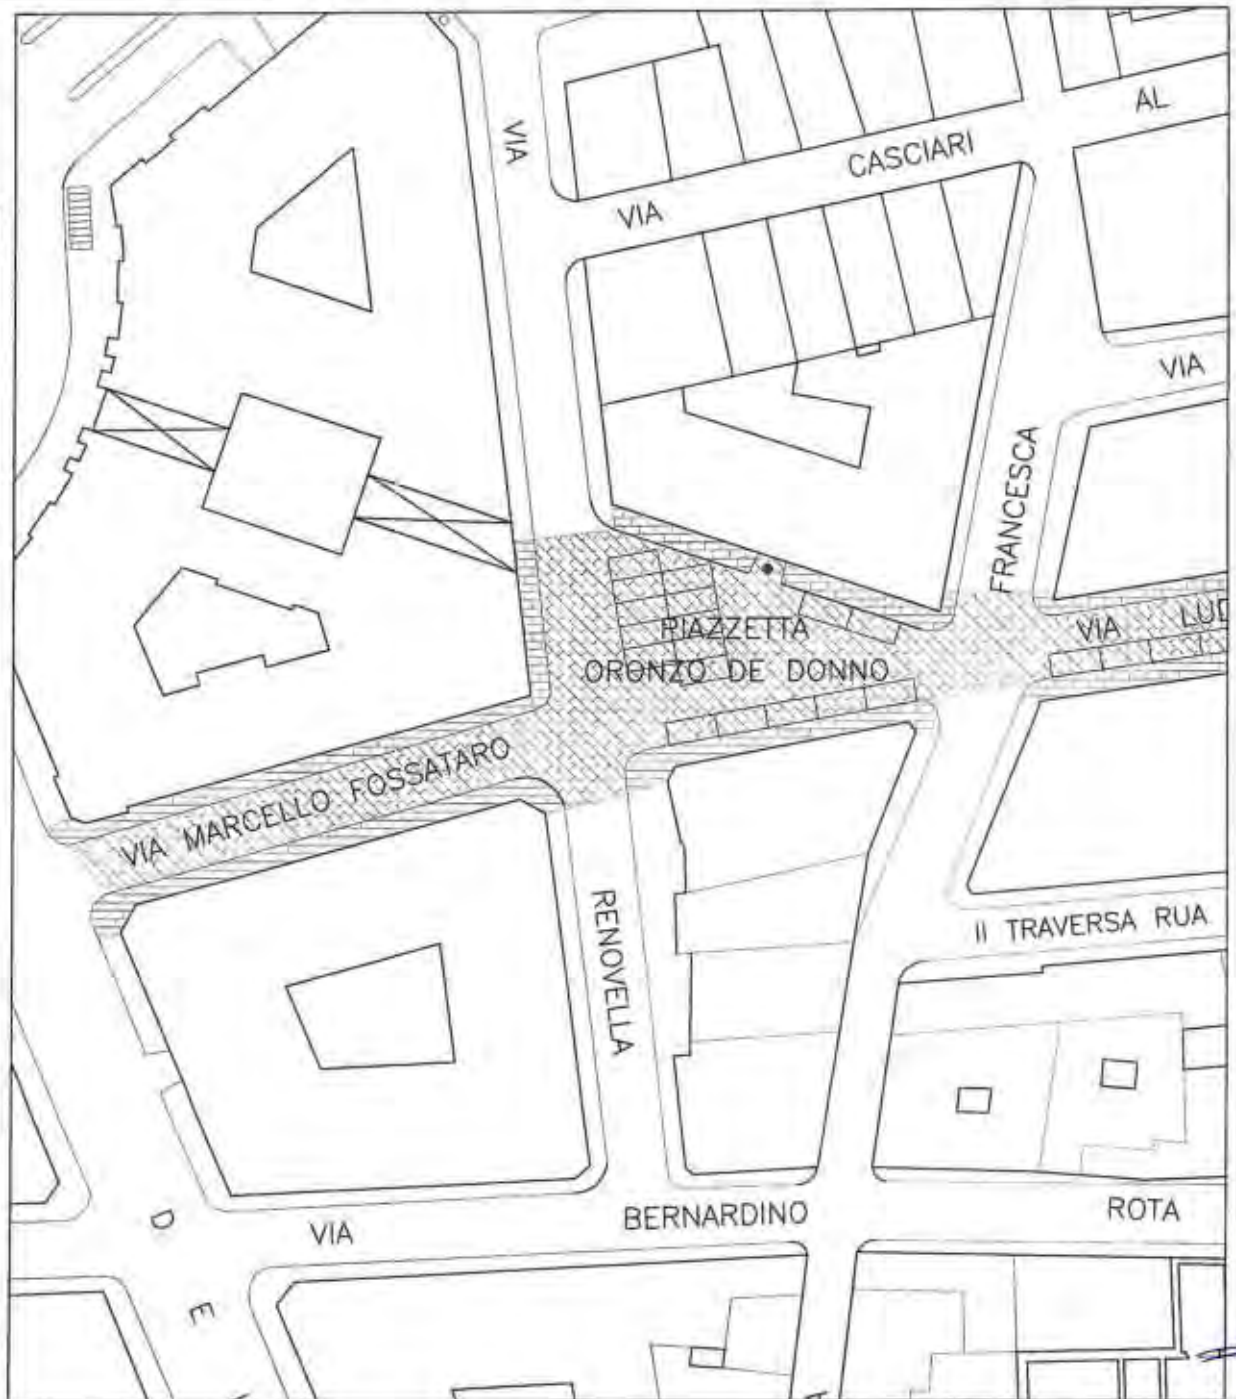 VIA
CASCIARI
AL
VIA
VIA
FRANCESCA
PIAZZETTA
ORONZO DE DONNO
VIA
VIA MARCELLO FOSSATARO
RENOVELLA
II TRAVERSA RUA
D
E
VIA
BERNARDINO
ROTA